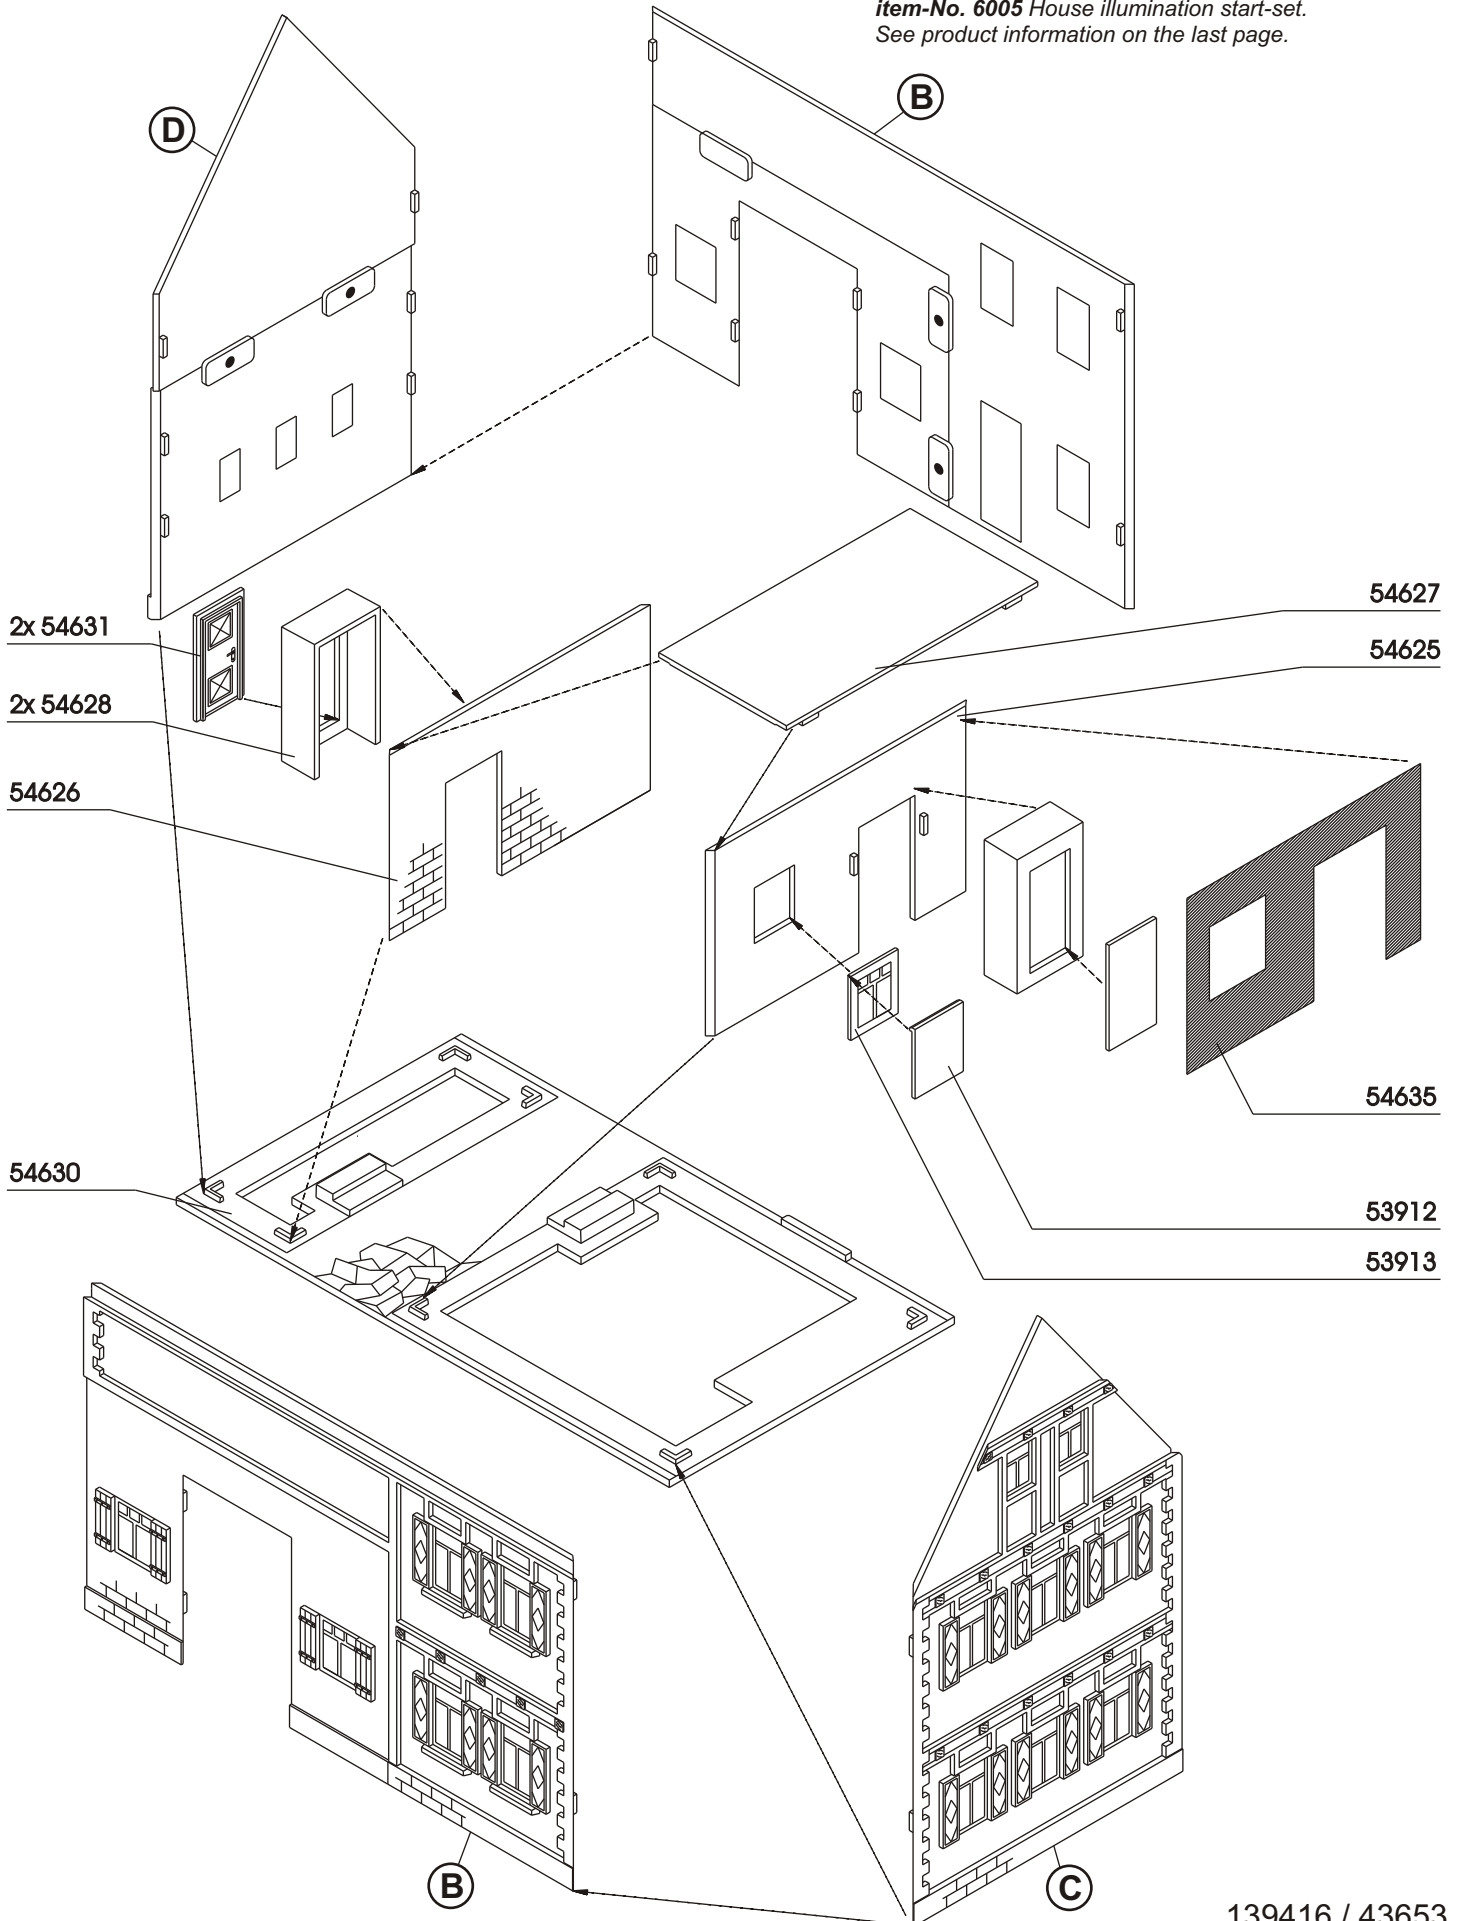 item-No. 6005 House illumination start-set.
See product information on the last page.
B
D
54627
2x 54631
54625
2x 54628
54626
54635
54630
53912
53913
B
C
139416 / 43653